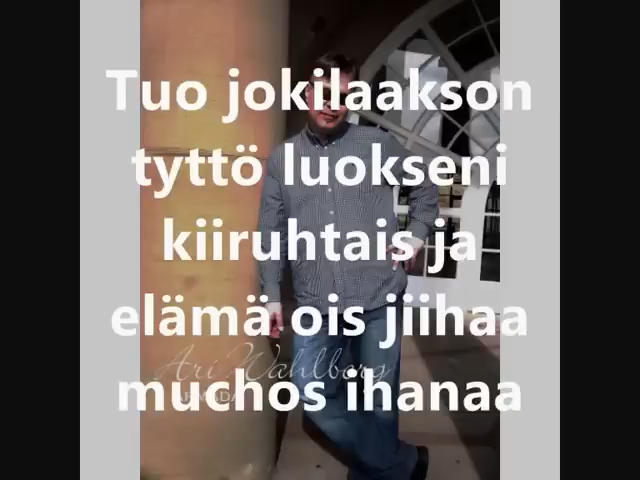 Tuo jokilaakson
tyttö luokseni
kiiruhtais ja
elämä ois jiihaa
Ari Wahlberg
muchos ihanaa